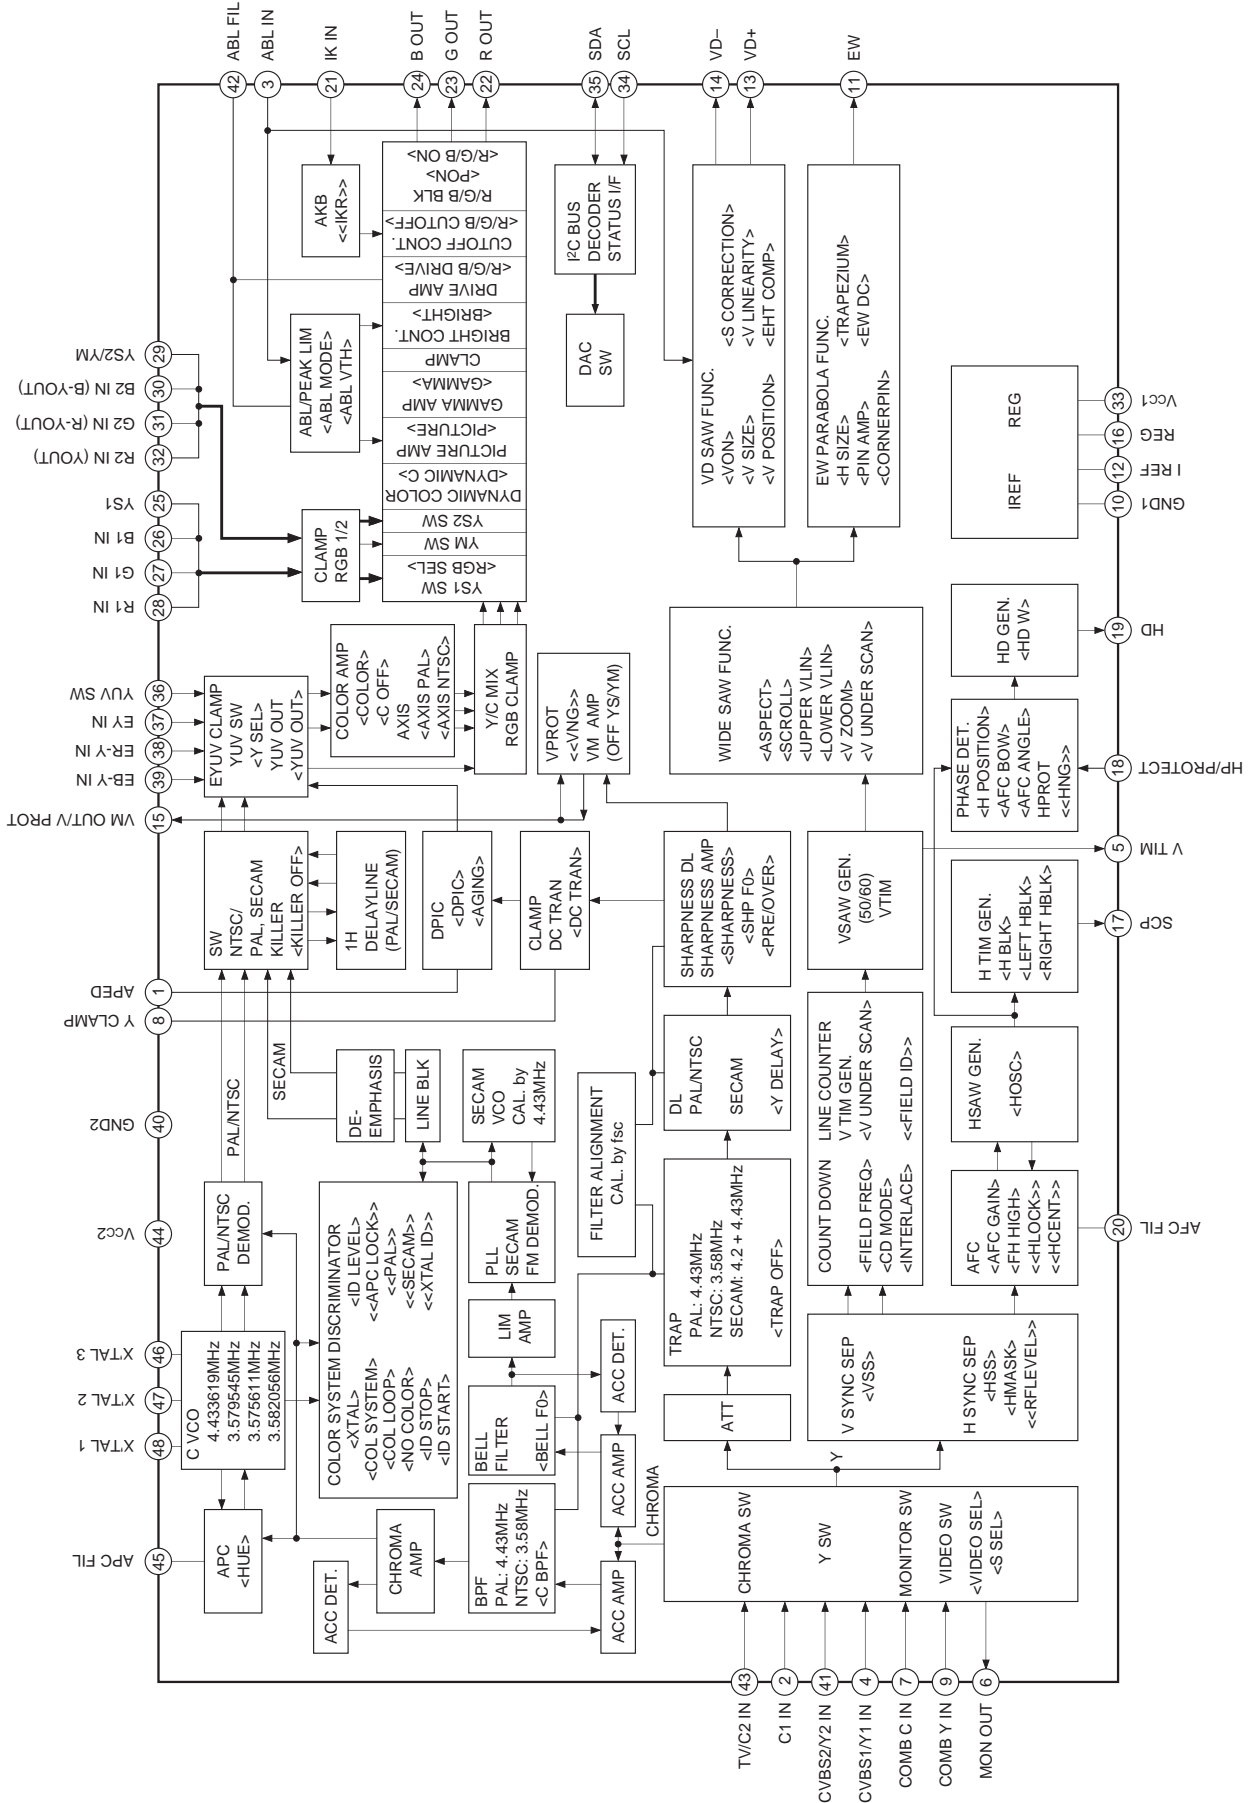 ABL FIL
42
ABL IN
3
IK IN
21
B OUT
24
G OUT
23
R OUT
22
SDA
35
SCL
34
VD–
14
VD+
13
EW
11
YS2/YM
29
B2 IN (B-YOUT)
30
G2 IN (R-YOUT)
31
R2 IN (YOUT)
32
YS1
25
B1 IN
26
G1 IN
27
R1 IN
28
YUV SW
36
EY IN
37
ER-Y IN
38
EB-Y IN
39
VM OUT/V PROT
15
APED
1
Y CLAMP
8
GND2
40
Vcc2
44
X'TAL 3
46
X'TAL 2
47
X'TAL 1
48
APC FIL
45
TV/C2 IN
43
C1 IN
2
CVBS2/Y2 IN
41
CVBS1/Y1 IN
4
COMB C IN
7
COMB Y IN
9
MON OUT
6
Vcc1
33
REG
16
I REF
12
GND1
10
HD
19
HP/PROTECT
18
V TIM
5
SCP
17
AFC FIL
20
AKB
<<IKR>>
ABL/PEAK LIM
<ABL MODE>
<ABL VTH>
CLAMP
RGB 1/2
YS1 SW
<RGB SEL>
YM SW
YS2 SW
DYNAMIC COLOR
<DYNAMIC C>
PICTURE AMP
<PICTURE>
GAMMA AMP
<GAMMA>
CLAMP
BRIGHT CONT.
<BRIGHT>
DRIVE AMP
<R/G/B DRIVE>
CUTOFF CONT.
<R/G/B CUTOFF>
R/G/B BLK
<PON>
<R/G/B ON>
I²C BUS
DECODER
STATUS I/F
DAC
SW
VD SAW FUNC.
<VON>
<V SIZE>
<V POSITION>
<S CORRECTION>
<V LINEARITY>
<EHT COMP>
EW PARABOLA FUNC.
<H SIZE>
<PIN AMP>
<CORNERPIN>
<TRAPEZIUM>
<EW DC>
IREF
REG
EYUV CLAMP
YUV SW
<Y SEL>
YUV OUT
<YUV OUT>
COLOR AMP
<COLOR>
<C OFF>
AXIS
<AXIS PAL>
<AXIS NTSC>
Y/C MIX
RGB CLAMP
VPROT
<<VNG>>
VM AMP
(OFF YS/YM)
WIDE SAW FUNC.
<ASPECT>
<SCROLL>
<UPPER VLIN>
<LOWER VLIN>
<V ZOOM>
<V UNDER SCAN>
HD GEN.
<HD W>
PHASE DET.
<H POSITION>
<AFC BOW>
<AFC ANGLE>
HPROT
<<HNG>>
SW
NTSC/
PAL, SECAM
KILLER
<KILLER OFF>
1H
DELAYLINE
(PAL/SECAM)
DPIC
<DPIC>
<AGING>
CLAMP
DC TRAN
<DC TRAN>
SHARPNESS DL
SHARPNESS AMP
<SHARPNESS>
<SHP F0>
<PRE/OVER>
VSAW GEN.
(50/60)
VTIM
H TIM GEN.
<H BLK>
<LEFT HBLK>
<RIGHT HBLK>
PAL/NTSC
SECAM
DE-
EMPHASIS
LINE BLK
SECAM
VCO
CAL. by
4.43MHz
FILTER ALIGNMENT
CAL. by fsc
DL
PAL/NTSC
SECAM
<Y DELAY>
COUNT DOWN
<FIELD FREQ>
<CD MODE>
<INTERLACE>
LINE COUNTER
V TIM GEN.
<V UNDER SCAN>
<<FIELD ID>>
HSAW GEN.
<HOSC>
PAL/NTSC
DEMOD.
COLOR SYSTEM DISCRIMINATOR
<XTAL>
<COL SYSTEM>
<COL LOOP>
<NO COLOR>
<ID STOP>
<ID START>
<ID LEVEL>
<<APC LOCK>>
<<PAL>>
<<SECAM>>
<<XTAL ID>>
PLL
SECAM
FM DEMOD.
LIM
AMP
TRAP
PAL: 4.43MHz
NTSC: 3.58MHz
SECAM: 4.2 + 4.43MHz
<TRAP OFF>
AFC
<AFC GAIN>
<FH HIGH>
<<HLOCK>>
<<HCENT>>
C VCO
4.433619MHz
3.579545MHz
3.575611MHz
3.582056MHz
BELL
FILTER
<BELL F0>
ACC DET.
ATT
V SYNC SEP
<VSS>
H SYNC SEP
<HSS>
<HMASK>
<<RFLEVEL>>
APC
<HUE>
ACC DET.
CHROMA
AMP
BPF
PAL: 4.43MHz
NTSC: 3.58MHz
<C BPF>
ACC AMP
ACC AMP
CHROMA
Y
CHROMA SW
Y SW
MONITOR SW
VIDEO SW
<VIDEO SEL>
<S SEL>